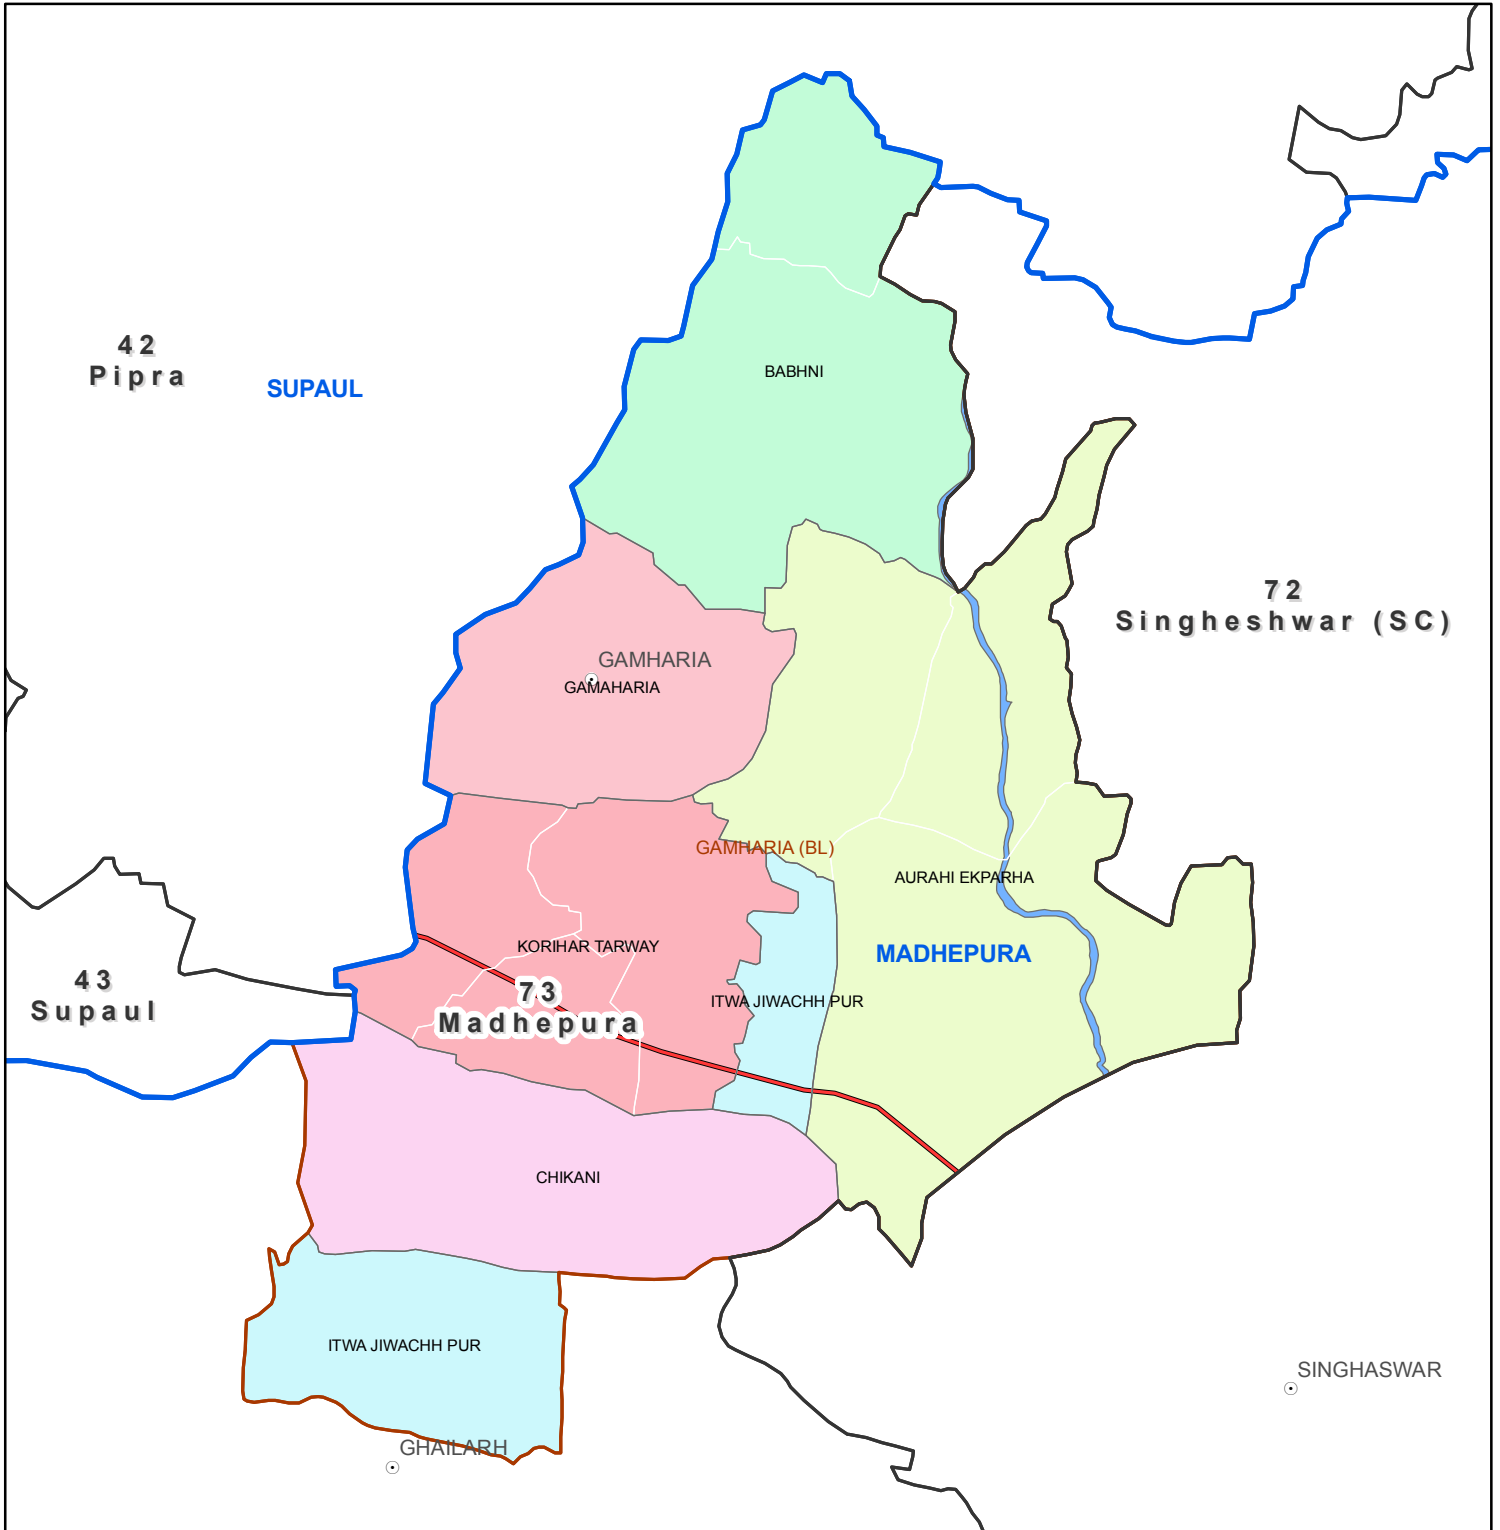 42
Pipra
SUPAUL
BABHNI
72
Singheshwar (SC)
GAMHARIA
GAMAHARIA
GAMHARIA (BL)
AURAHI EKPARHA
KORIHAR TARWAY
MADHEPURA
43
Supaul
73
Madhepura
ITWA JIWACHH PUR
CHIKANI
ITWA JIWACHH PUR
SINGHASWAR
GHAILARH